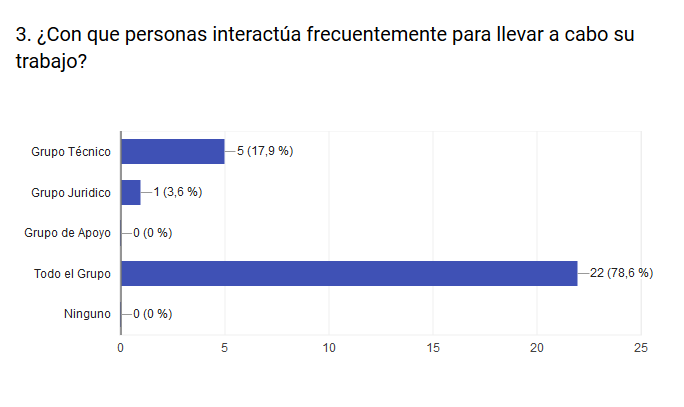 3. ¿Con que personas interactúa frecuentemente para llevar a cabo su
trabajo?
Grupo Técnico 5 (17,9 %)
Grupo Juridico 1 (3,6 %)
Grupo de Apoyo 0 (0 %)
Todo el Grupo 22 (78,6 %)
Ninguno 0 (0 %)
0 5 10 15 20 25